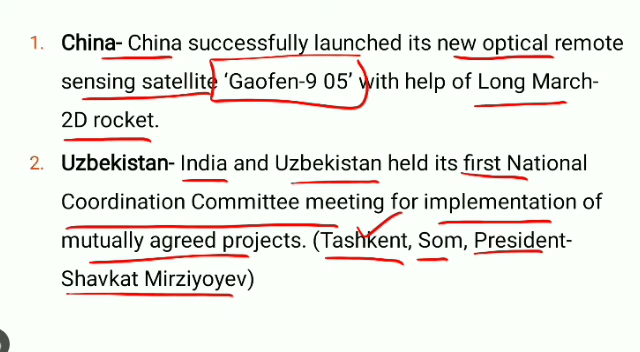 1. China- China successfully launched its new optical remote
sensing satellite 'Gaofen-9 05' with help of Long March-
2D rocket.
2. Uzbekistan- India and Uzbekistan held its first National
Coordination Committee meeting for implementation of
mutually agreed projects. (Tashkent, Som, President-
Shavkat Mirziyoyev)